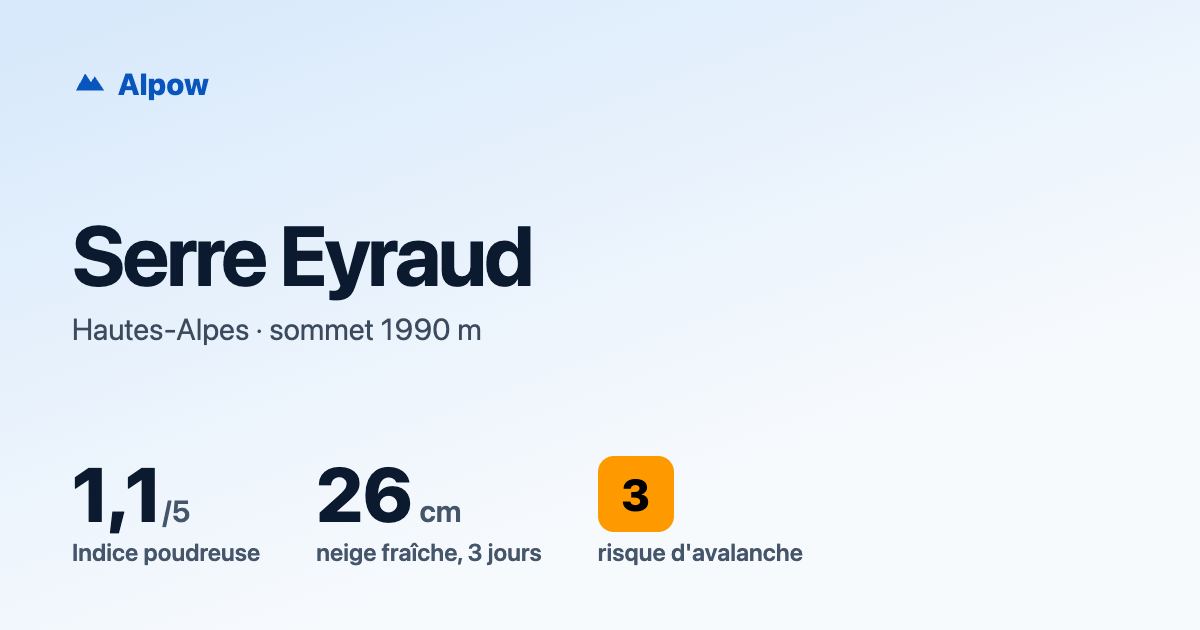 Alpow
Serre Eyraud
Hautes-Alpes · sommet 1990 m
1,1/5
Indice poudreuse
26 cm
neige fraîche, 3 jours
3
risque d'avalanche